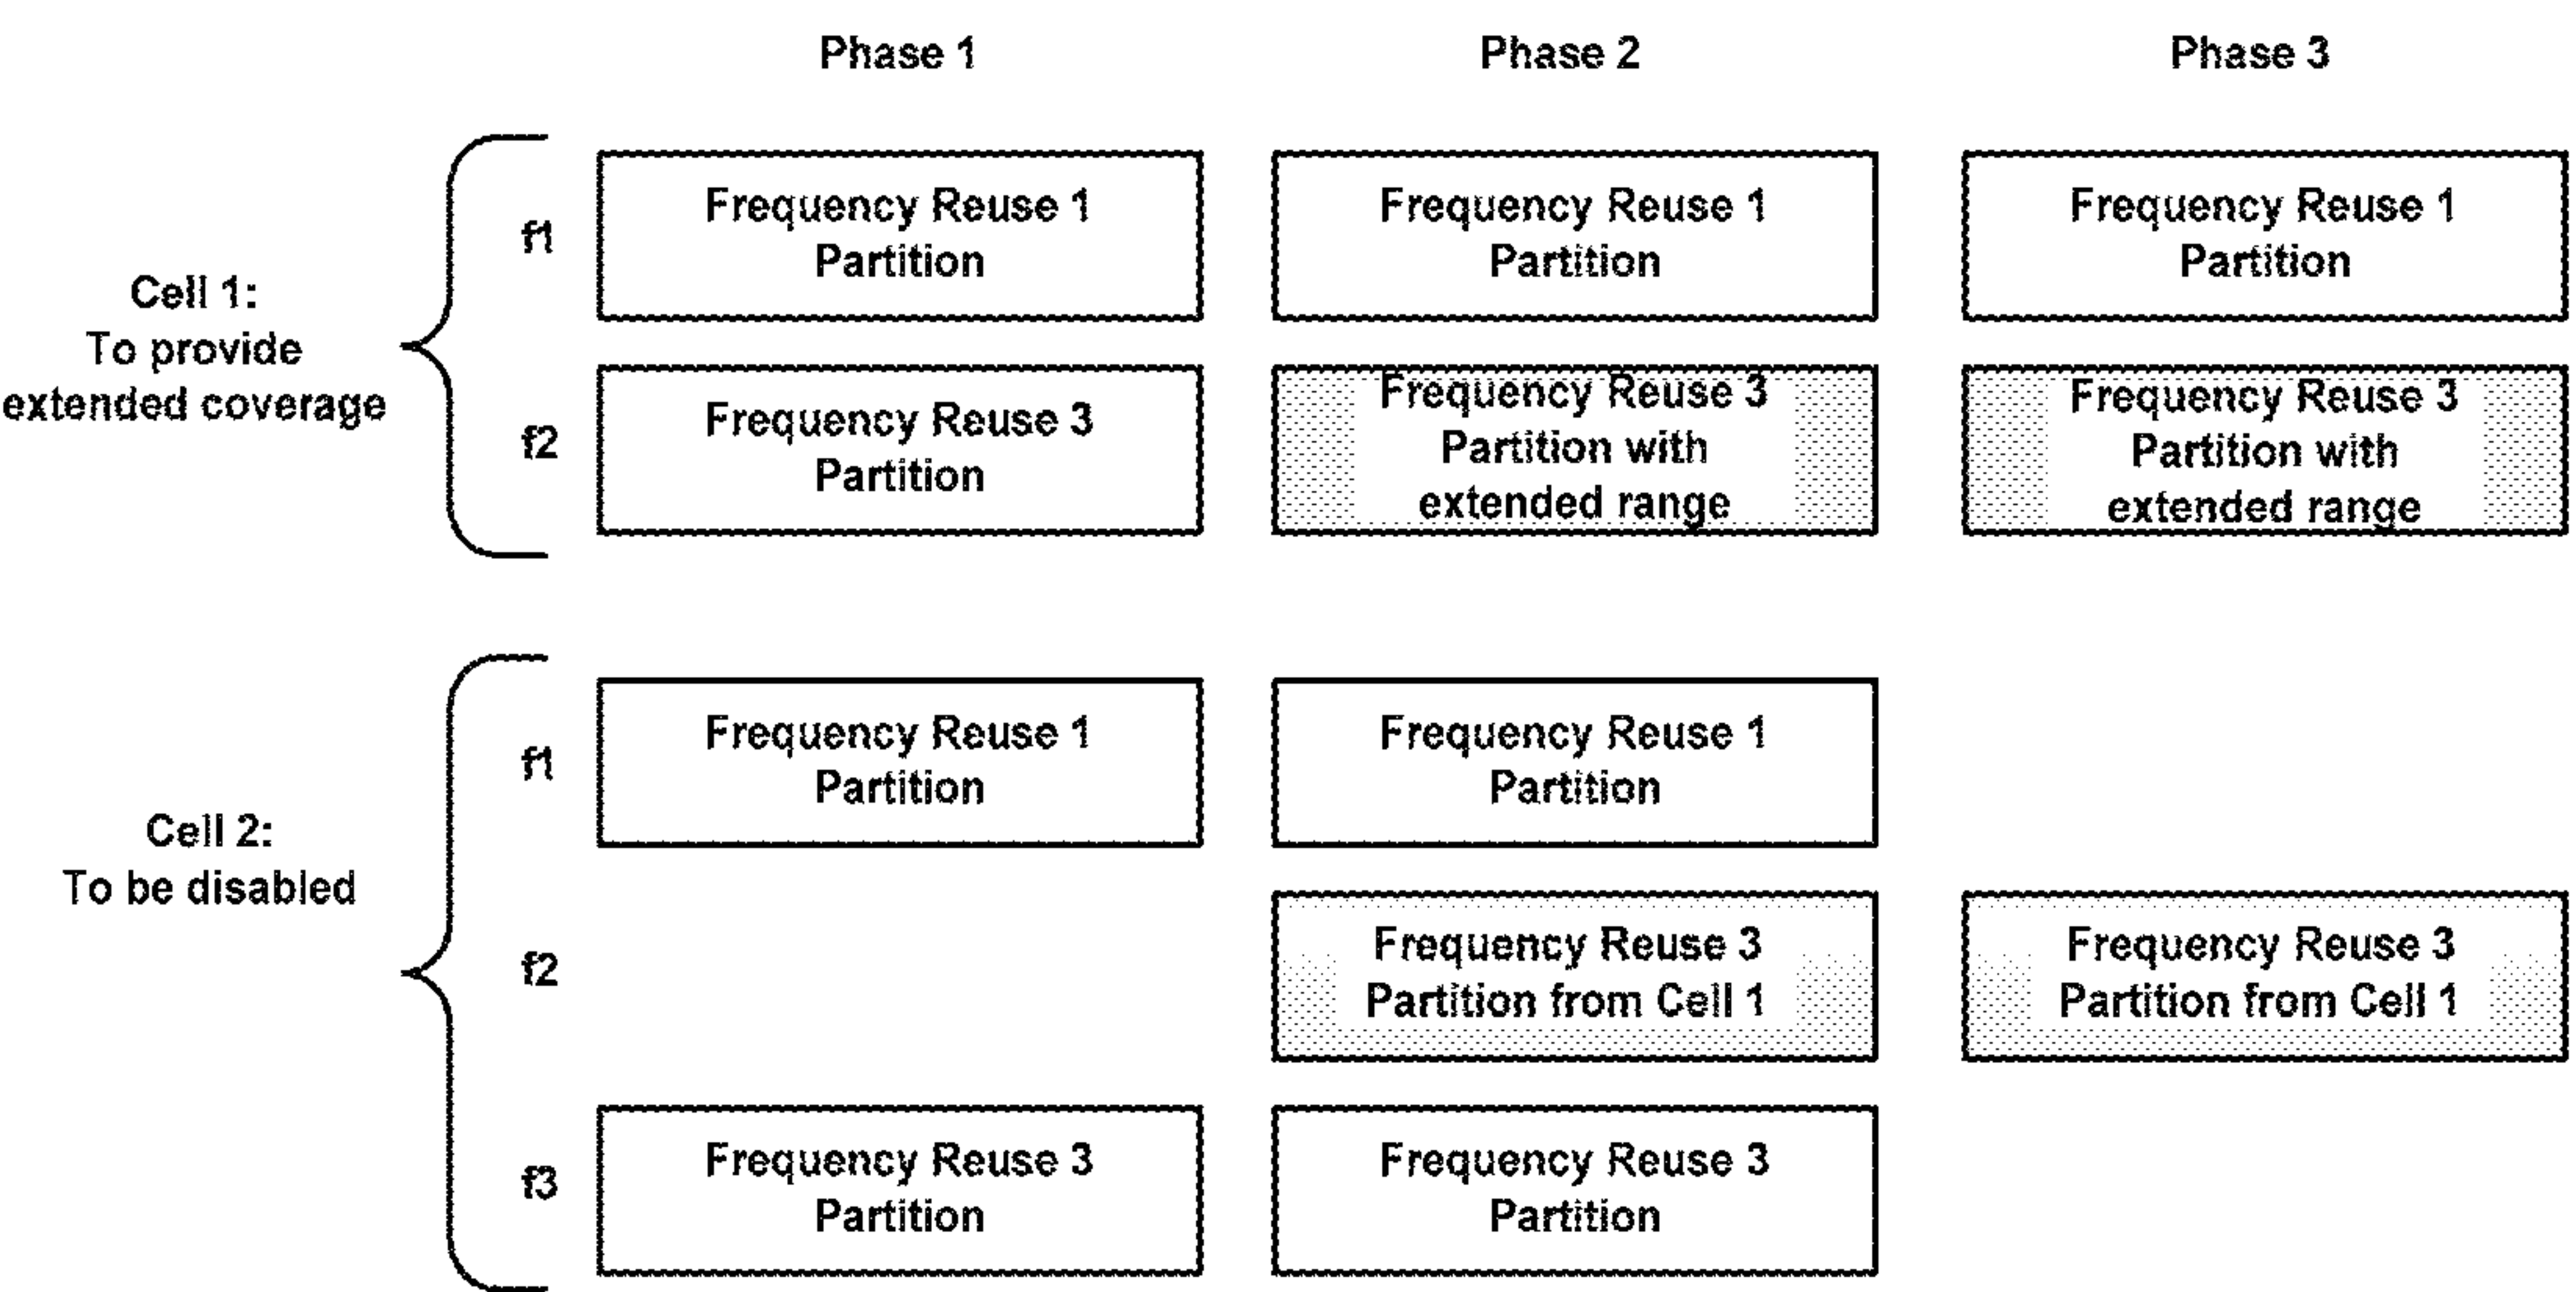 Phase 1
Phase 2
Phase 3
Cell 1:
To provide
extended coverage
f1
Frequency Reuse 1
Partition
Frequency Reuse 1
Partition
Frequency Reuse 1
Partition
f2
Frequency Reuse 3
Partition
Frequency Reuse 3
Partition with
extended range
Frequency Reuse 3
Partition with
extended range
Cell 2:
To be disabled
f1
Frequency Reuse 1
Partition
Frequency Reuse 1
Partition
f2
Frequency Reuse 3
Partition from Cell 1
Frequency Reuse 3
Partition from Cell 1
f3
Frequency Reuse 3
Partition
Frequency Reuse 3
Partition